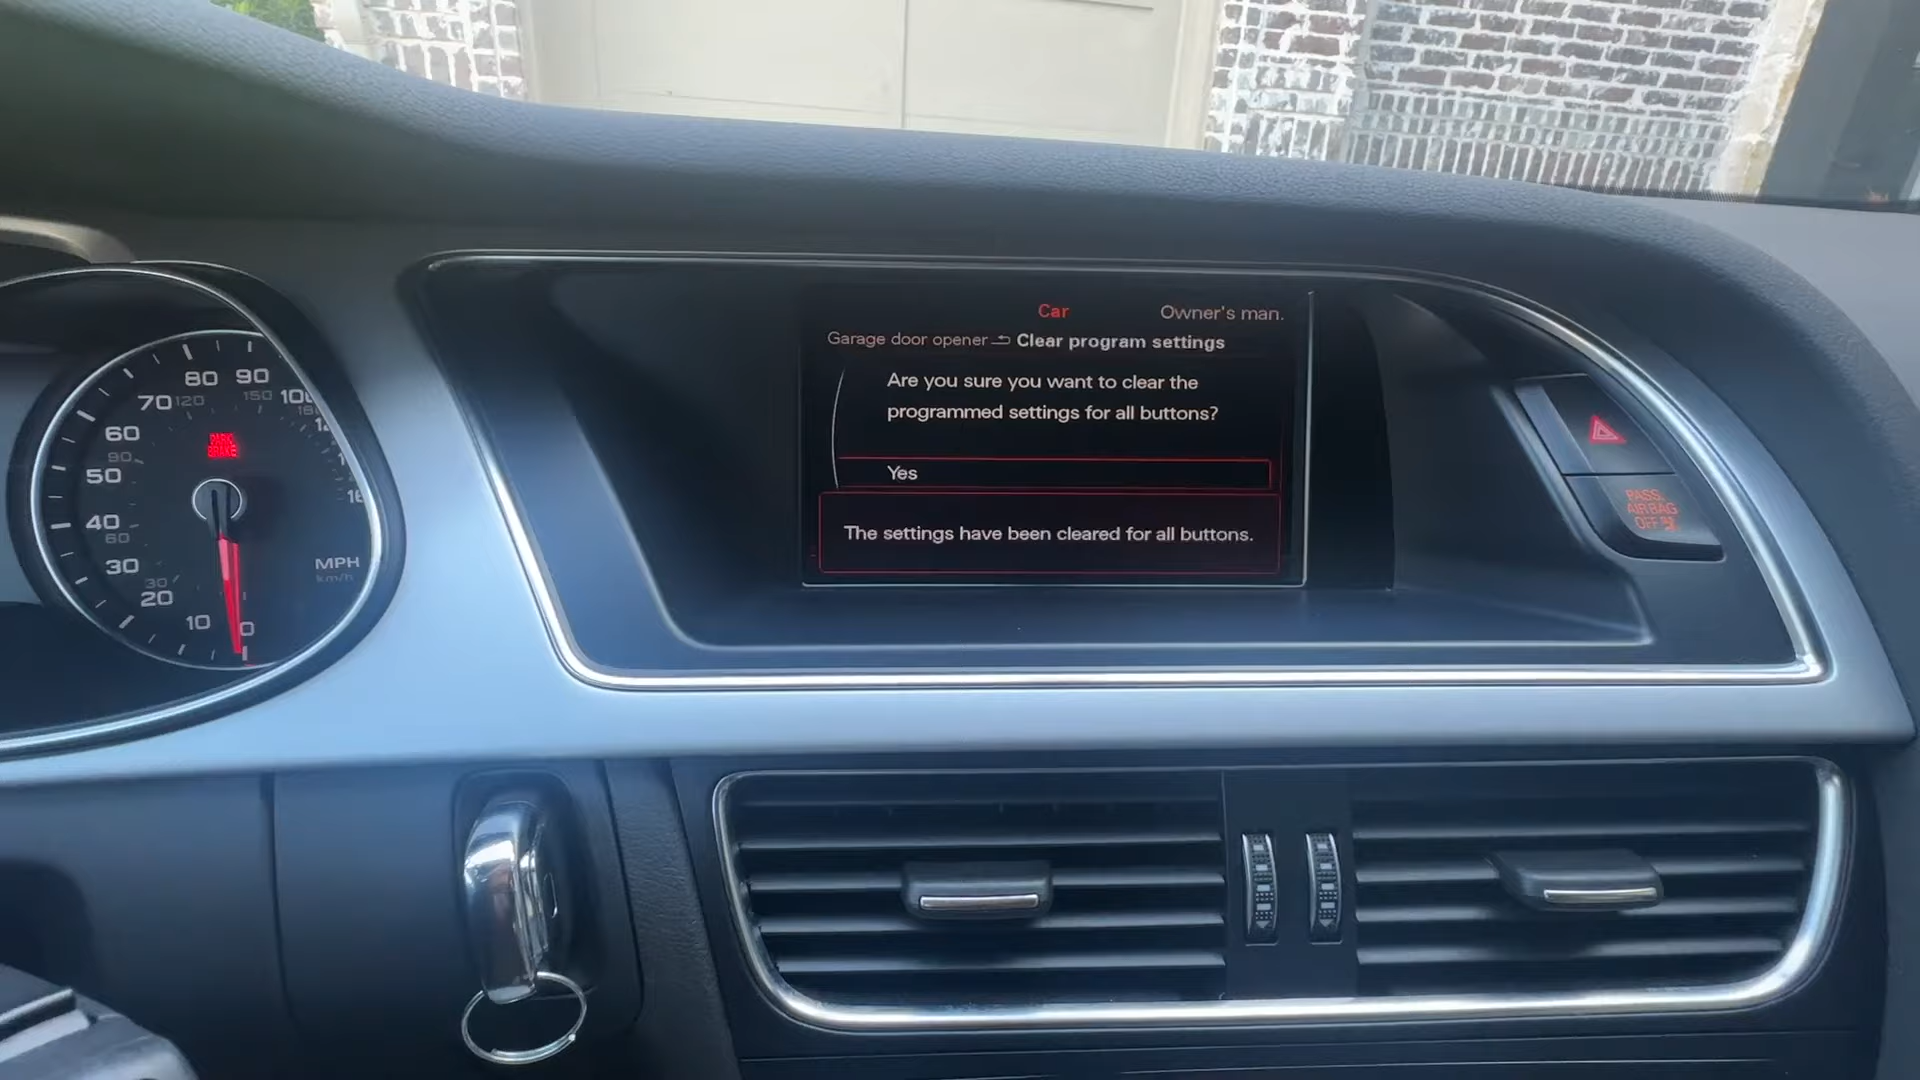 Car
Owner's man.
Garage door opener
Clear program settings
Are you sure you want to clear the
programmed settings for all buttons?
Yes
The settings have been cleared for all buttons.
PARK
BRAKE
0
10
20
30
40
50
60
70
80
90
100
30
60
90
120
150
MPH
km/h
PASS.
AIRBAG
OFF